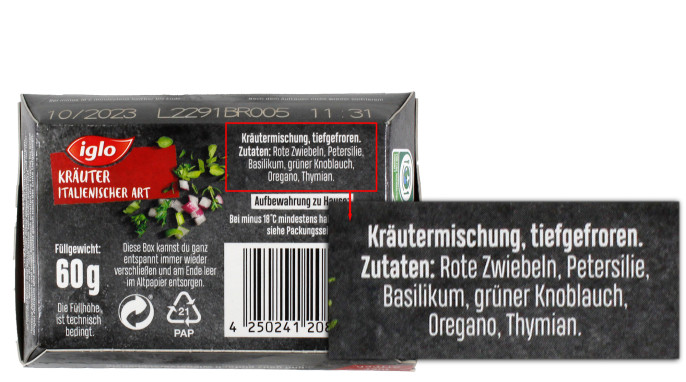 10/2023 L2291BR005 11 31
iglo
KRÄUTER
ITALIENISCHER ART
Kräutermischung, tiefgefroren.
Zutaten: Rote Zwiebeln, Petersilie,
Basilikum, grüner Knoblauch,
Oregano, Thymian.
Aufbewahrung zu Hause
Bei minus 18°C mindestens
siehe
Füllgewicht:
60 g
Die Füllhöhe
ist technisch
bedingt.
Diese Box kannst du ganz
entspannt immer wieder
verschließen und am Ende leer
im Altpapier entsorgen.
21
PAP
4 250241 208
Kräutermischung, tiefgefroren.
Zutaten: Rote Zwiebeln, Petersilie,
Basilikum, grüner Knoblauch,
Oregano, Thymian.